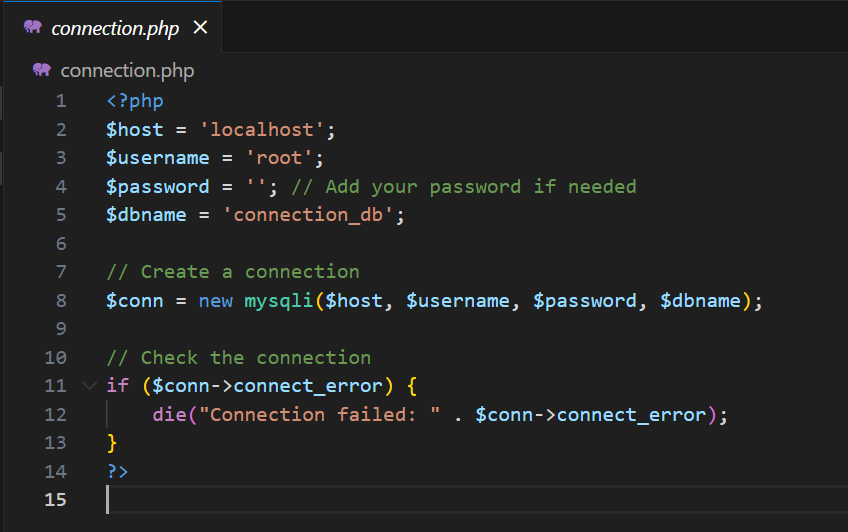 connection.php ×
connection.php
1 <?php
2 $host = 'localhost';
3 $username = 'root';
4 $password = ''; // Add your password if needed
5 $dbname = 'connection_db';
6
7 // Create a connection
8 $conn = new mysqli($host, $username, $password, $dbname);
9
10 // Check the connection
11 if ($conn->connect_error) {
12     die("Connection failed: " . $conn->connect_error);
13 }
14 ?>
15